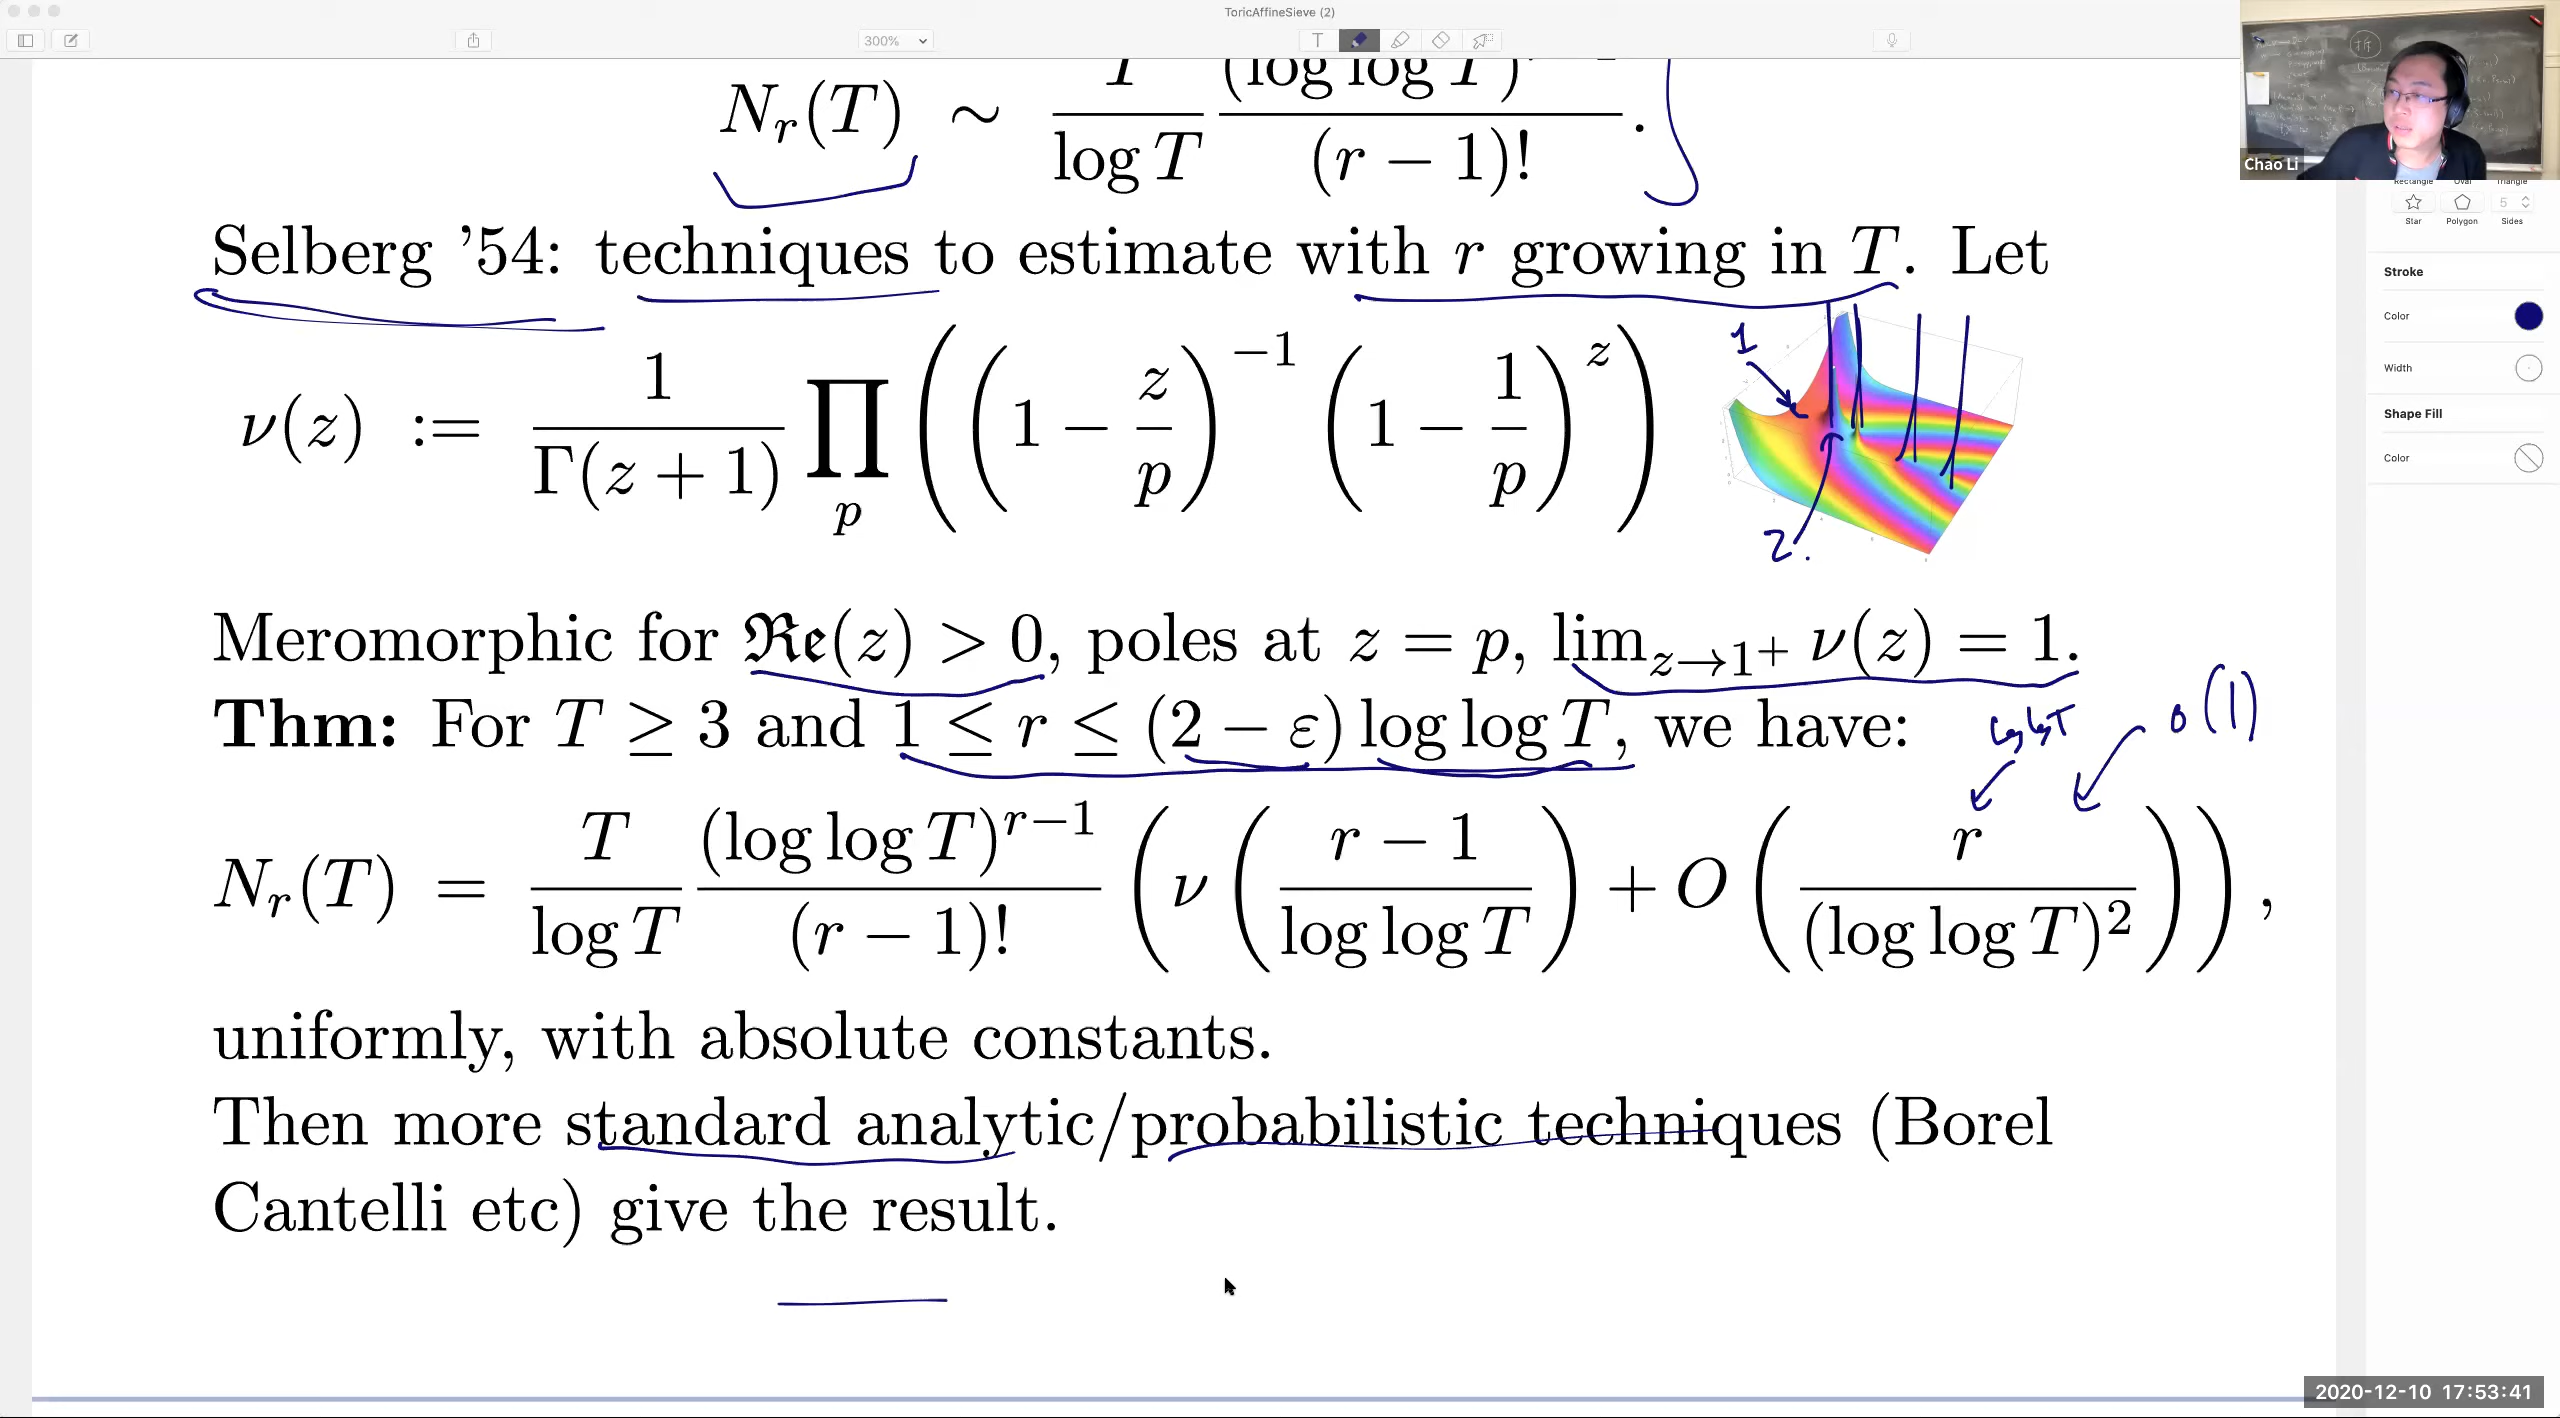 ToricAffineSieve (2)
300%
T
N_r(T) ∼ T/log T (log log T)^{r−1}/(r − 1)!.
Chao Li
Rectangle Oval Triangle
5
Star Polygon Sides
Selberg ’54: techniques to estimate with r growing in T. Let
Stroke
Color
Width
Shape Fill
Color
1
ν(z) := 1/Γ(z + 1) ∏_p ((1 − z/p)^{−1} (1 − 1/p)^z)
2.
Meromorphic for ℜ𝔢(z) > 0, poles at z = p, lim_{z→1⁺} ν(z) = 1.
Thm: For T ≥ 3 and 1 ≤ r ≤ (2 − ε) log log T, we have:
loglogT o(1)
N_r(T) = T/log T (log log T)^{r−1}/(r − 1)! (ν((r − 1)/log log T) + O(r/(log log T)²)),
uniformly, with absolute constants.
Then more standard analytic/probabilistic techniques (Borel
Cantelli etc) give the result.
2020-12-10 17:53:41